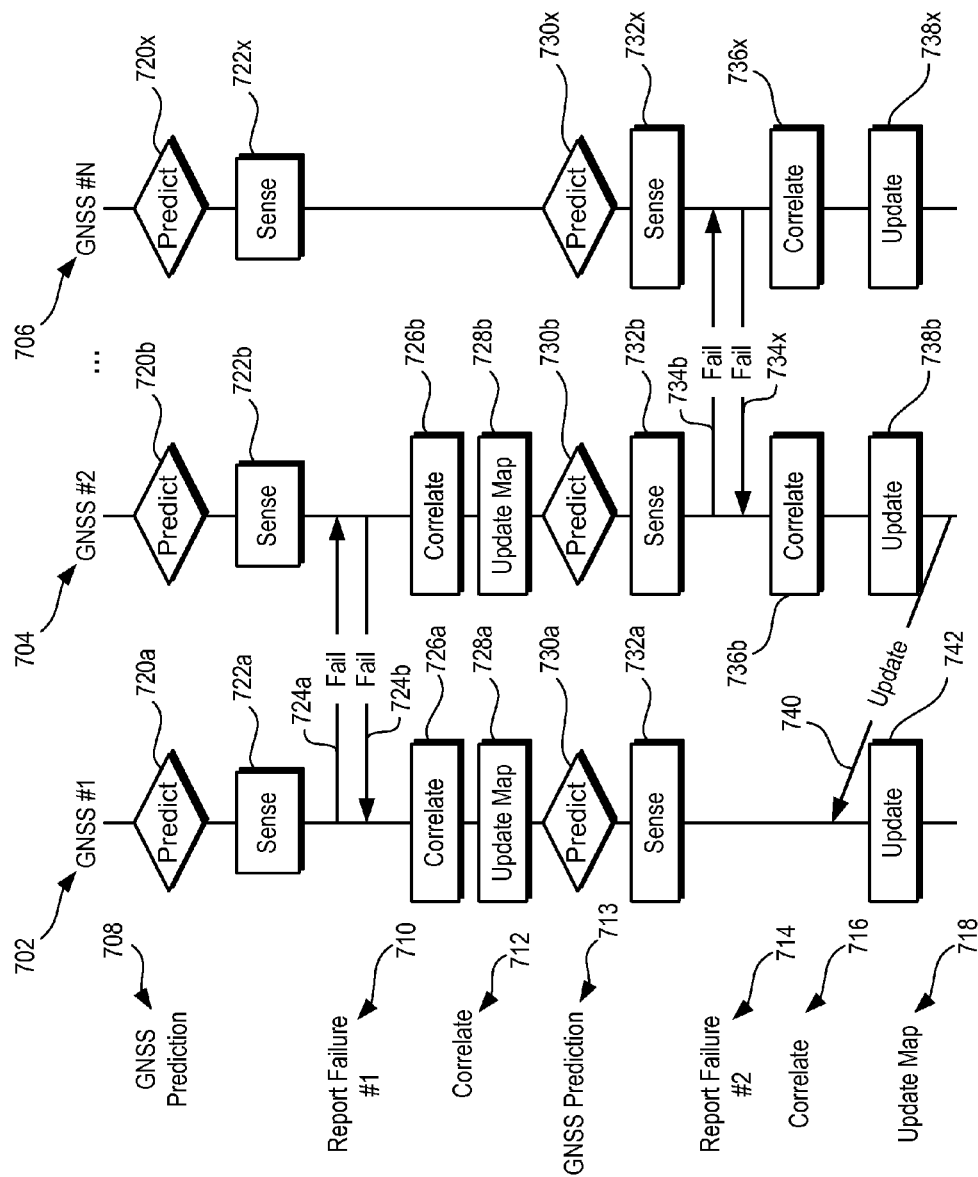 702
704
706
GNSS #1
GNSS #2
...
GNSS #N
708
GNSS
Prediction
Predict
720a
Predict
720b
Predict
720x
Sense
722a
Sense
722b
Sense
722x
Report Failure
#1
710
724a
Fail
Fail
724b
Correlate
712
Correlate
726a
Correlate
726b
Update Map
728a
Update Map
728b
GNSS Prediction
713
Predict
730a
Predict
730b
Predict
730x
Sense
732a
Sense
732b
Sense
732x
Report Failure
#2
714
734b
Fail
Fail
734x
Correlate
716
736b
Correlate
Correlate
736x
740
Update
Update Map
718
Update
742
Update
738b
Update
738x